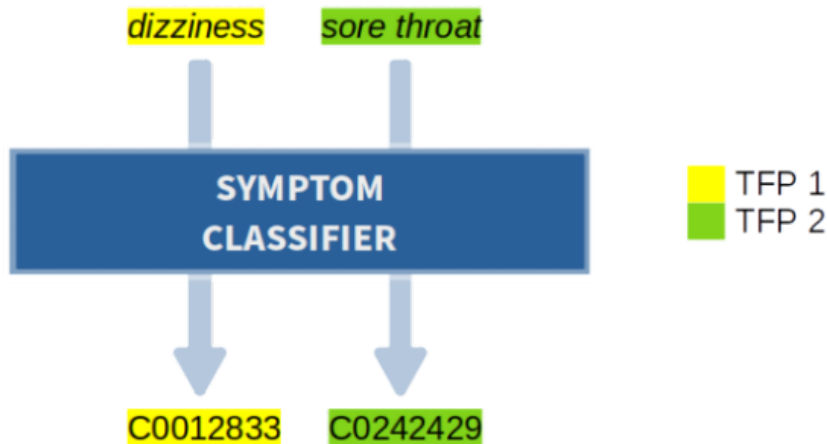 dizziness sore throat
SYMPTOM
CLASSIFIER
TFP 1
TFP 2
C0012833 C0242429